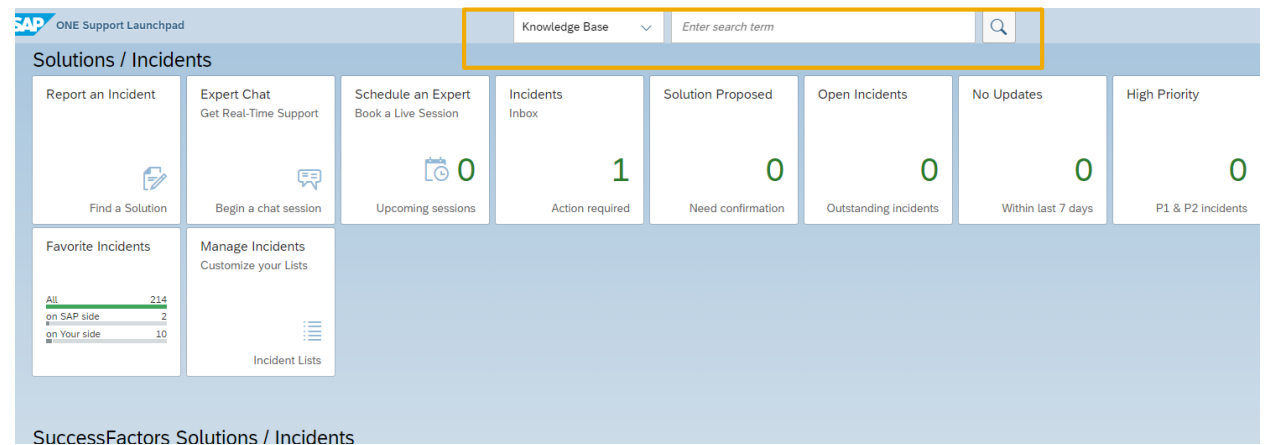 SAP ONE Support Launchpad
Knowledge Base
Enter search term
Solutions / Incidents
Report an Incident
Find a Solution
Expert Chat
Get Real-Time Support
Begin a chat session
Schedule an Expert
Book a Live Session
0
Upcoming sessions
Incidents
Inbox
1
Action required
Solution Proposed
0
Need confirmation
Open Incidents
0
Outstanding incidents
No Updates
0
Within last 7 days
High Priority
0
P1 & P2 incidents
Favorite Incidents
All 214
on SAP side 2
on Your side 10
Manage Incidents
Customize your Lists
Incident Lists
SuccessFactors Solutions / Incidents